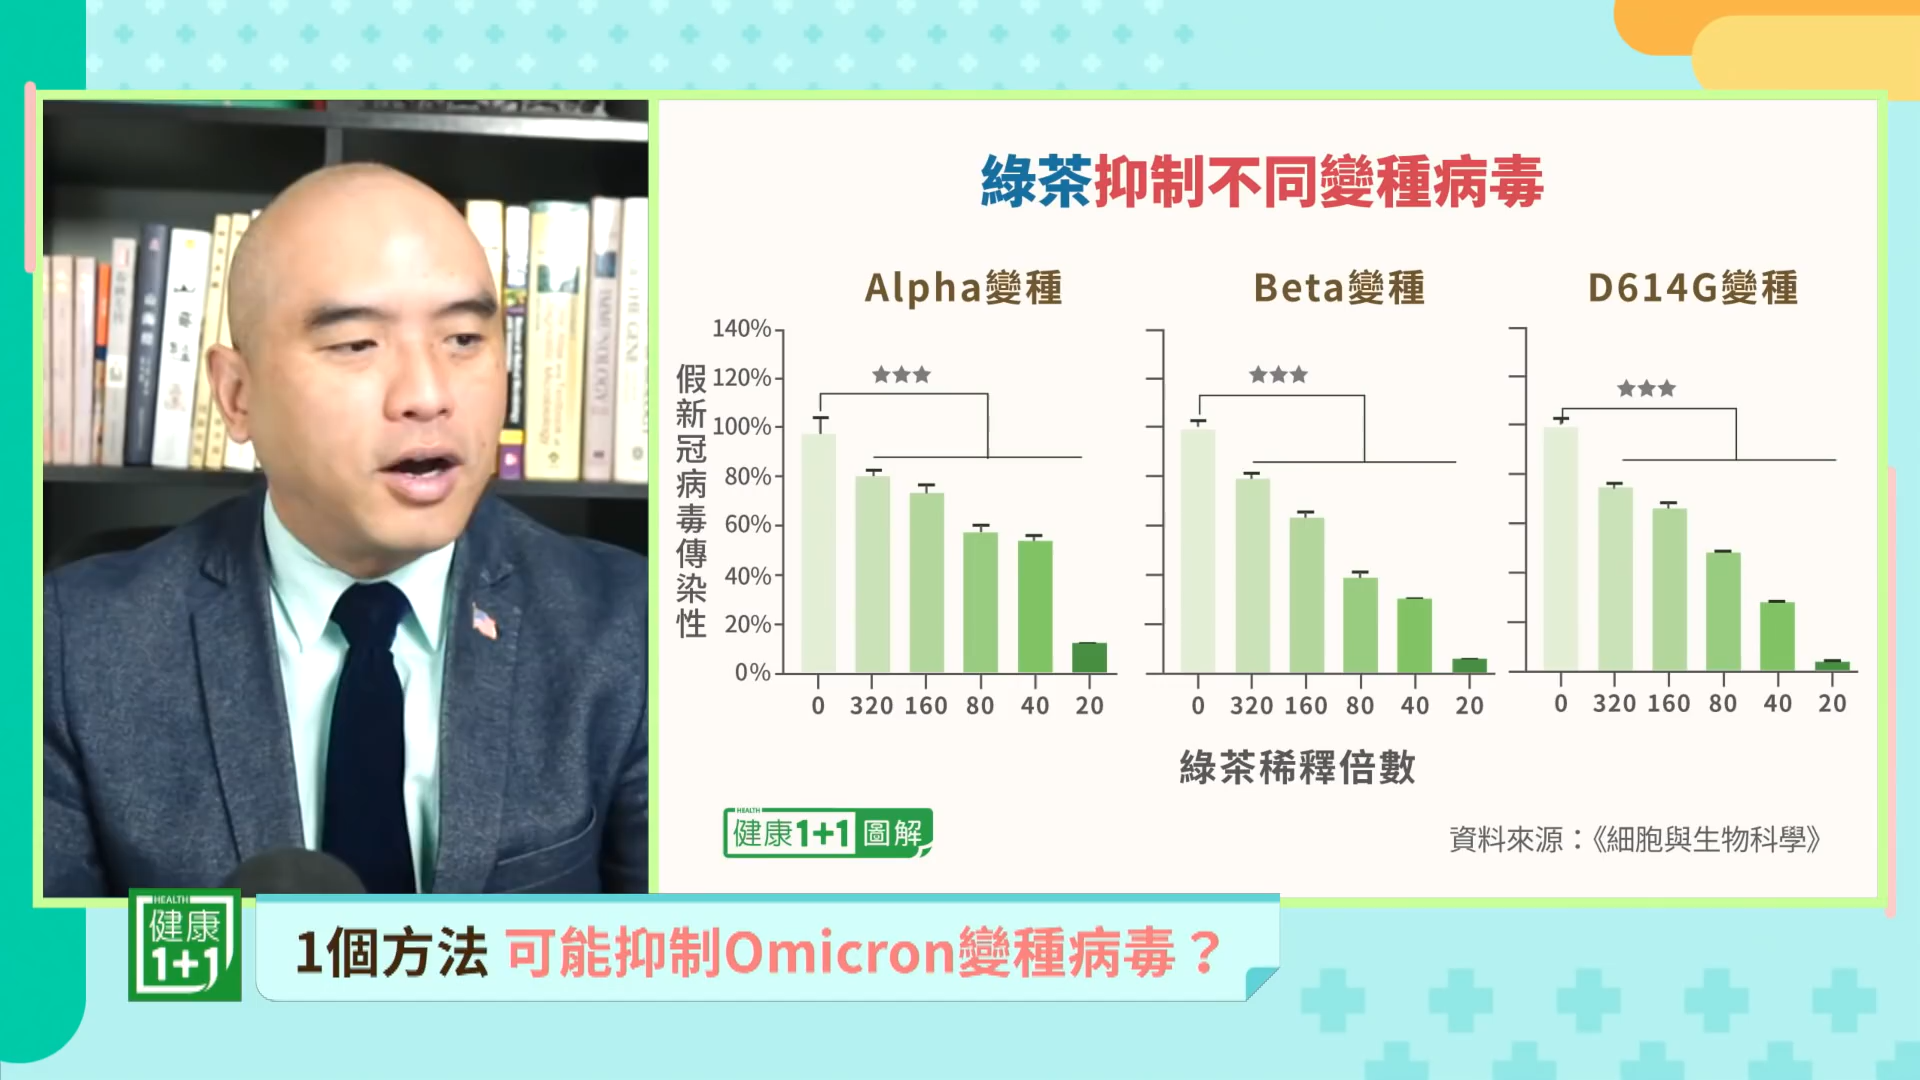 綠茶抑制不同變種病毒
Alpha變種
Beta變種
D614G變種
假新冠病毒傳染性
140%
120%
100%
80%
60%
40%
20%
0%
★★★
★★★
★★★
0 320 160 80 40 20
0 320 160 80 40 20
0 320 160 80 40 20
綠茶稀釋倍數
HEALTH
健康1+1圖解
資料來源：《細胞與生物科學》
HEALTH
健康
1+1
1個方法 可能抑制Omicron變種病毒？
IMMUNOLOGY